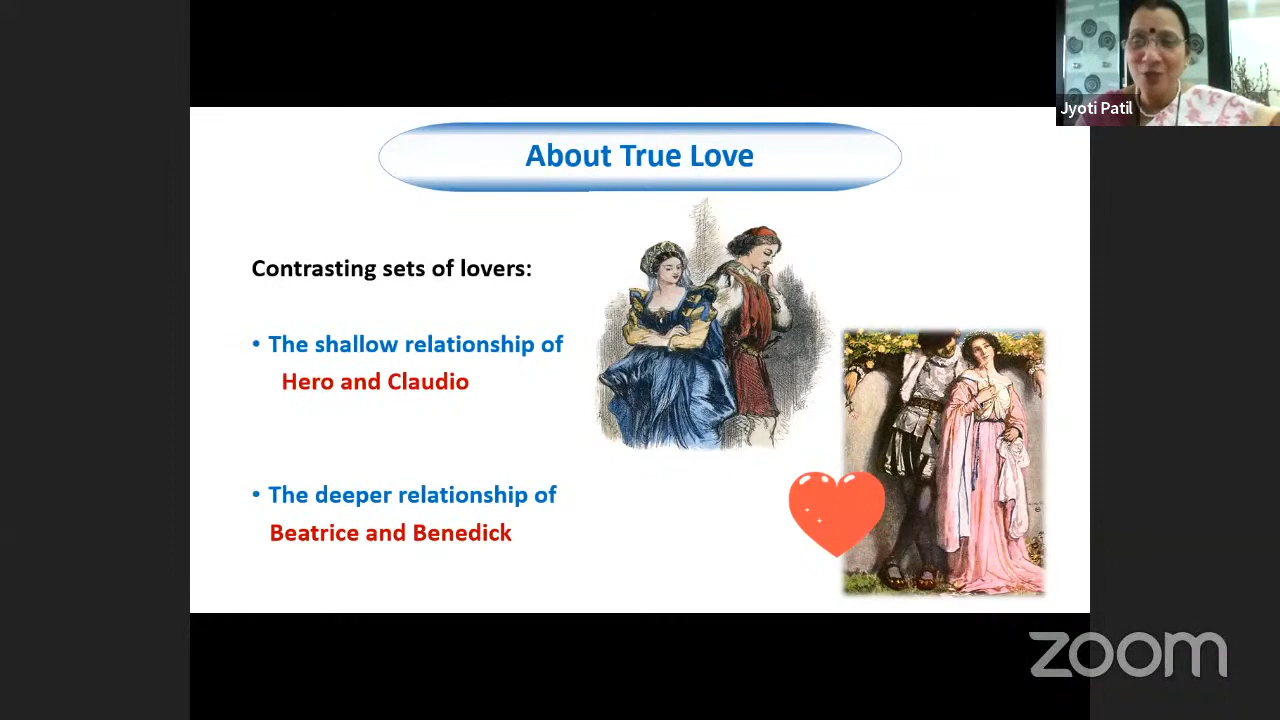 Jyoti Patil
About True Love
Contrasting sets of lovers:
• The shallow relationship of
Hero and Claudio
• The deeper relationship of
Beatrice and Benedick
zoom